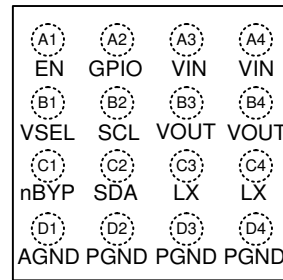 A1 A2 A3 A4
EN GPIO VIN VIN
B1 B2 B3 B4
VSEL SCL VOUT VOUT
C1 C2 C3 C4
nBYP SDA LX LX
D1 D2 D3 D4
AGND PGND PGND PGND